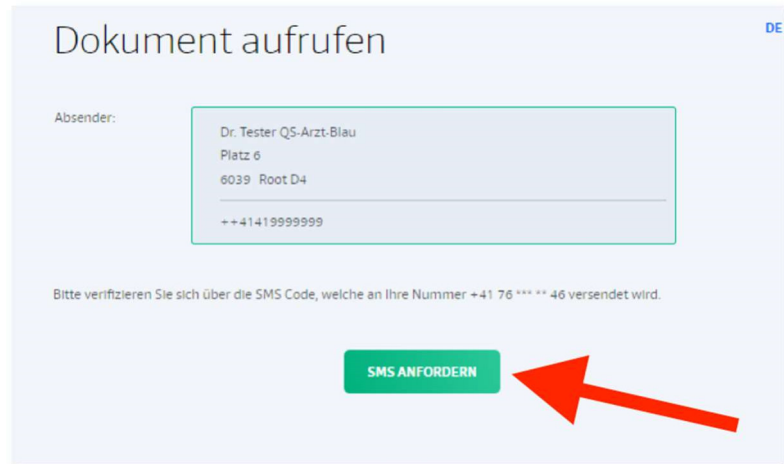 Dokument aufrufen
DE
Absender:
Dr. Tester QS-Arzt-Blau
Platz 6
6039 Root D4
++41419999999
Bitte verifizieren Sie sich über die SMS Code, welche an Ihre Nummer +41 76 *** ** 46 versendet wird.
SMS ANFORDERN